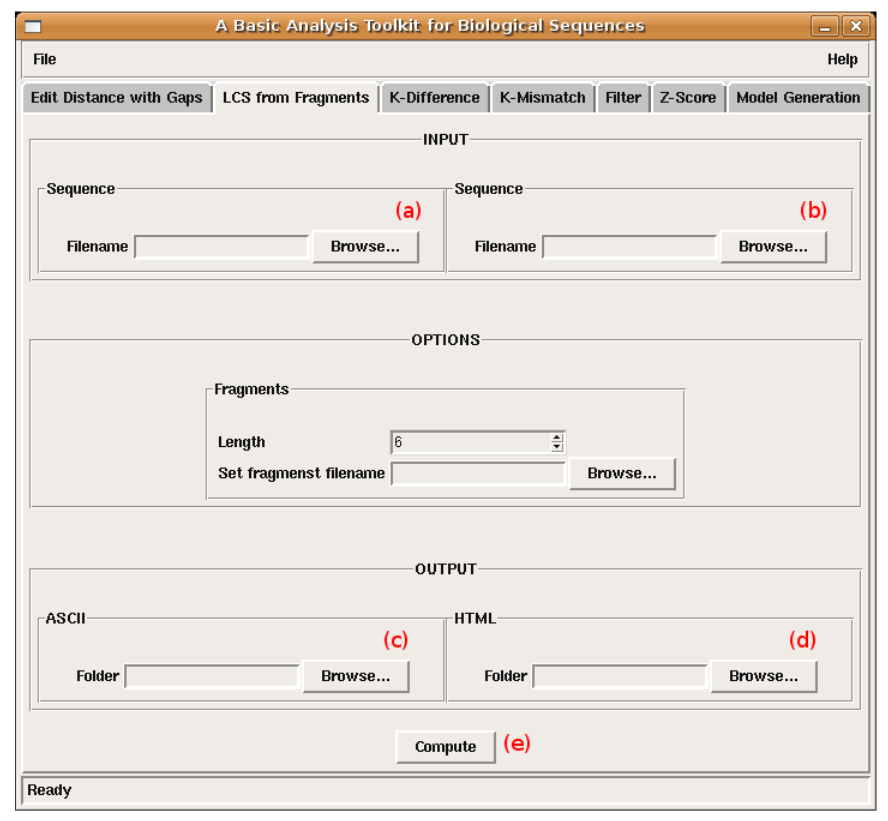 A Basic Analysis Toolkit for Biological Sequences
File Help
Edit Distance with Gaps LCS from Fragments K-Difference K-Mismatch Filter Z-Score Model Generation
INPUT
Sequence Sequence
(a) (b)
Filename Browse... Filename Browse...
OPTIONS
Fragments
Length 6
Set fragmenst filename Browse...
OUTPUT
ASCII HTML
(c) (d)
Folder Browse... Folder Browse...
Compute (e)
Ready